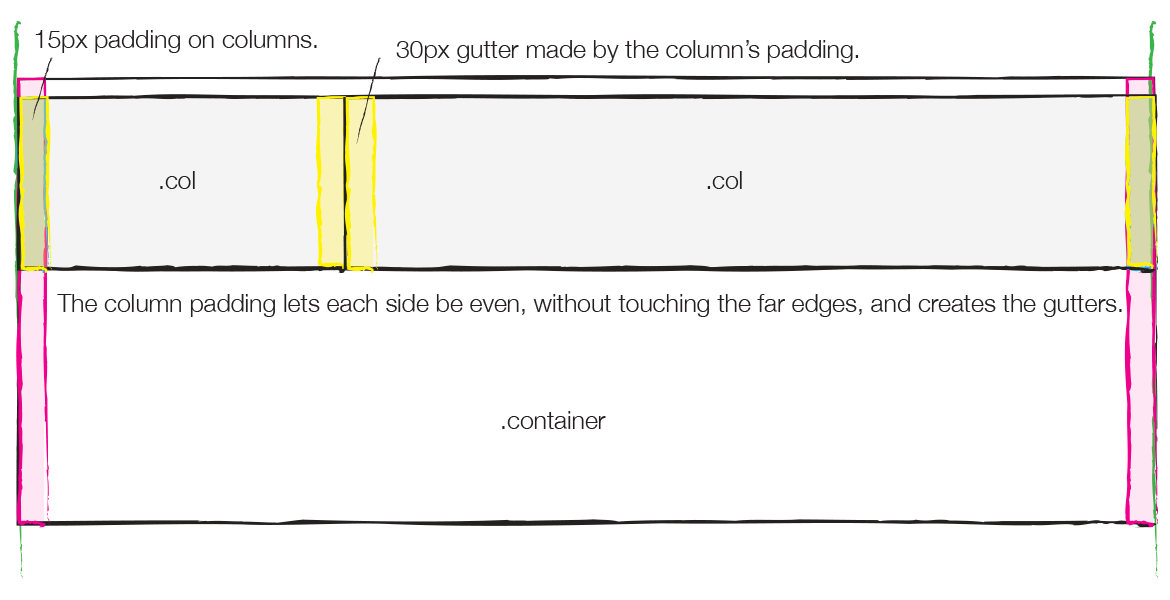 15px padding on columns.
30px gutter made by the column’s padding.
.col
.col
The column padding lets each side be even, without touching the far edges, and creates the gutters.
.container